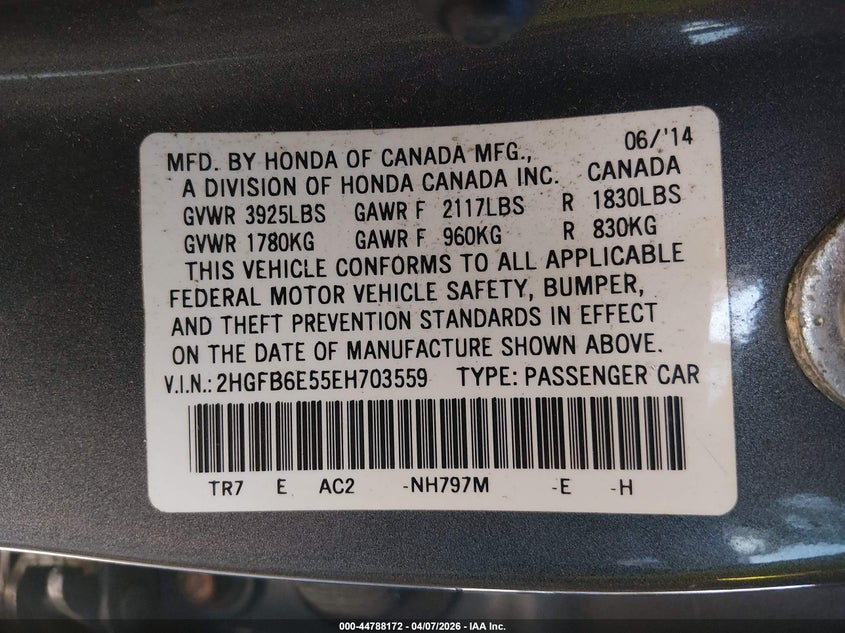 06/'14
MFD. BY HONDA OF CANADA MFG.,
A DIVISION OF HONDA CANADA INC. CANADA
GVWR 3925LBS GAWR F 2117LBS R 1830LBS
GVWR 1780KG GAWR F 960KG R 830KG
THIS VEHICLE CONFORMS TO ALL APPLICABLE
FEDERAL MOTOR VEHICLE SAFETY, BUMPER,
AND THEFT PREVENTION STANDARDS IN EFFECT
ON THE DATE OF MANUFACTURE SHOWN ABOVE.
V.I.N.: 2HGFB6E55EH703559 TYPE: PASSENGER CAR
TR7 E AC2 -NH797M -E -H
000-44788172 — 04/07/2026 — IAA Inc.